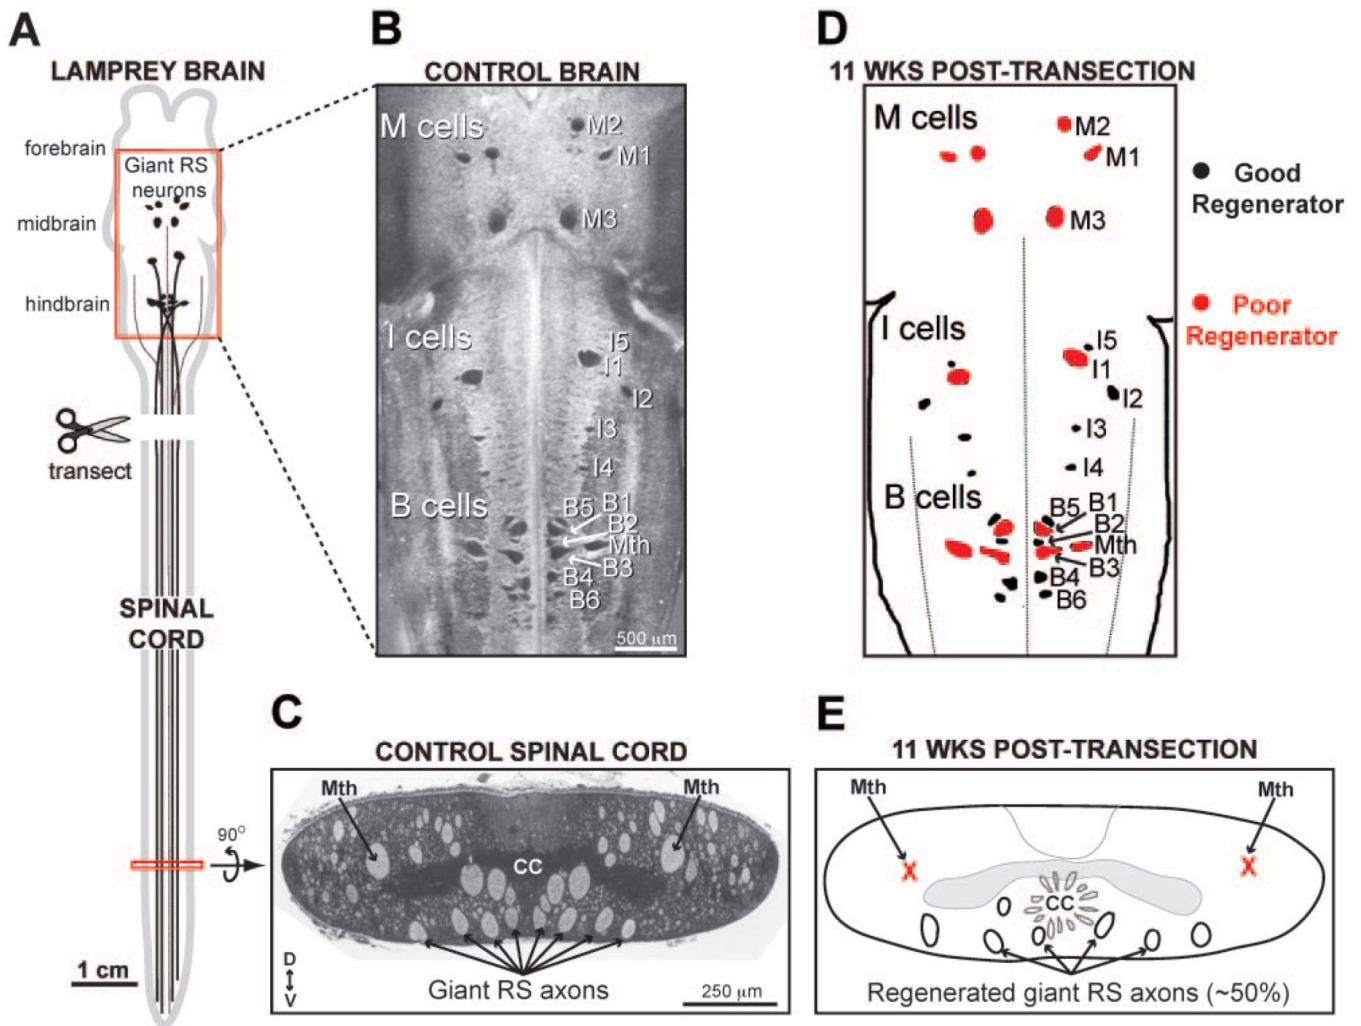 A
LAMPREY BRAIN
forebrain
Giant RS
neurons
midbrain
hindbrain
transect
SPINAL
CORD
90°
1 cm
B
CONTROL BRAIN
M cells
M2
M1
M3
I cells
I5
I1
I2
I3
I4
B cells
B5
B1
B2
Mth
B3
B4
B6
500 µm
C
CONTROL SPINAL CORD
Mth
Mth
CC
D
V
Giant RS axons
250 µm
D
11 WKS POST-TRANSECTION
M cells
M2
M1
M3
I cells
I5
I1
I2
I3
I4
B cells
B5
B1
B2
Mth
B3
B4
B6
Good
Regenerator
Poor
Regenerator
E
11 WKS POST-TRANSECTION
Mth
Mth
X
X
CC
Regenerated giant RS axons (~50%)